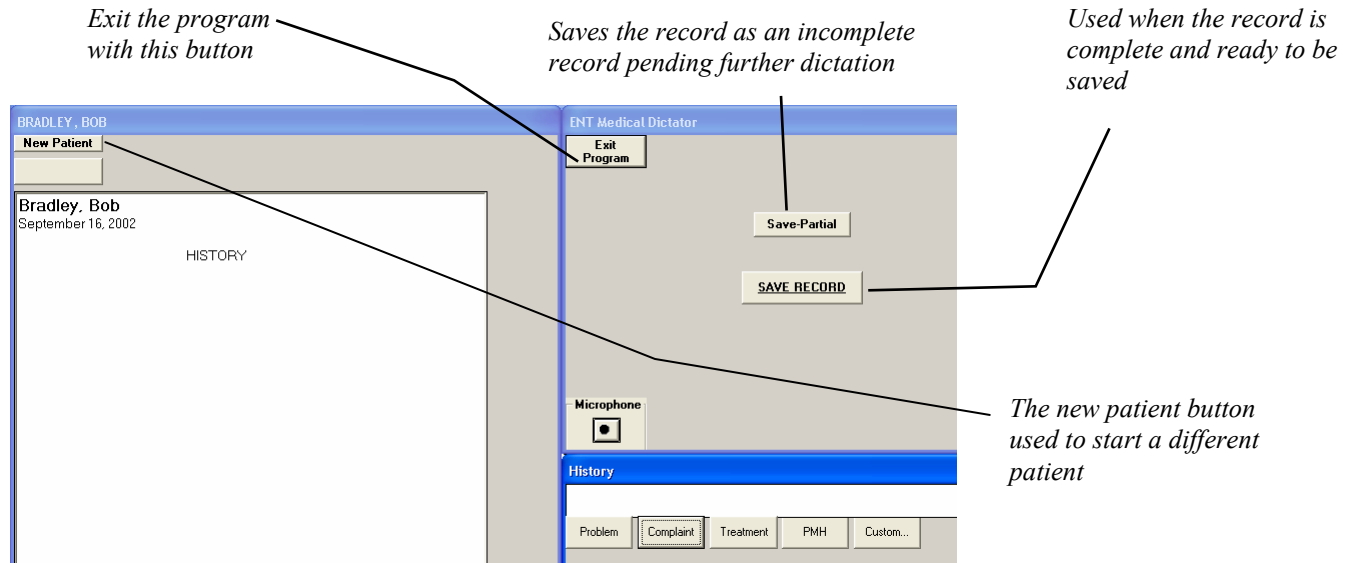 Exit the program
with this button
Saves the record as an incomplete
record pending further dictation
Used when the record is
complete and ready to be
saved
BRADLEY , BOB
New Patient
Bradley, Bob
September 16, 2002
HISTORY
ENT Medical Dictator
Exit
Program
Save-Partial
SAVE RECORD
Microphone
The new patient button
used to start a different
patient
History
Problem
Complaint
Treatment
PMH
Custom...